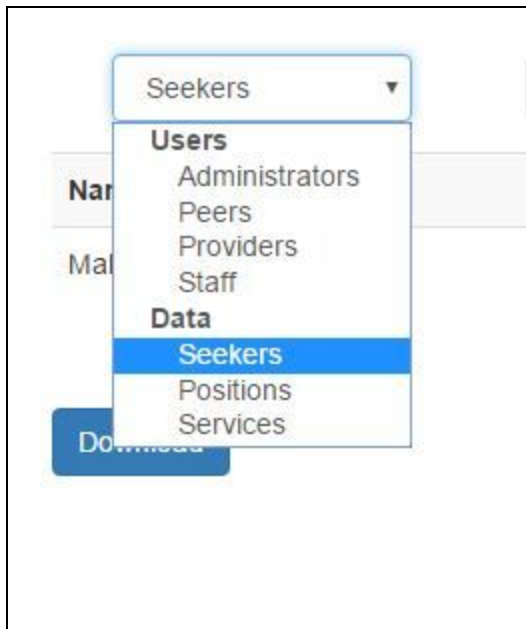 Seekers
Users
Administrators
Peers
Providers
Staff
Data
Seekers
Positions
Services